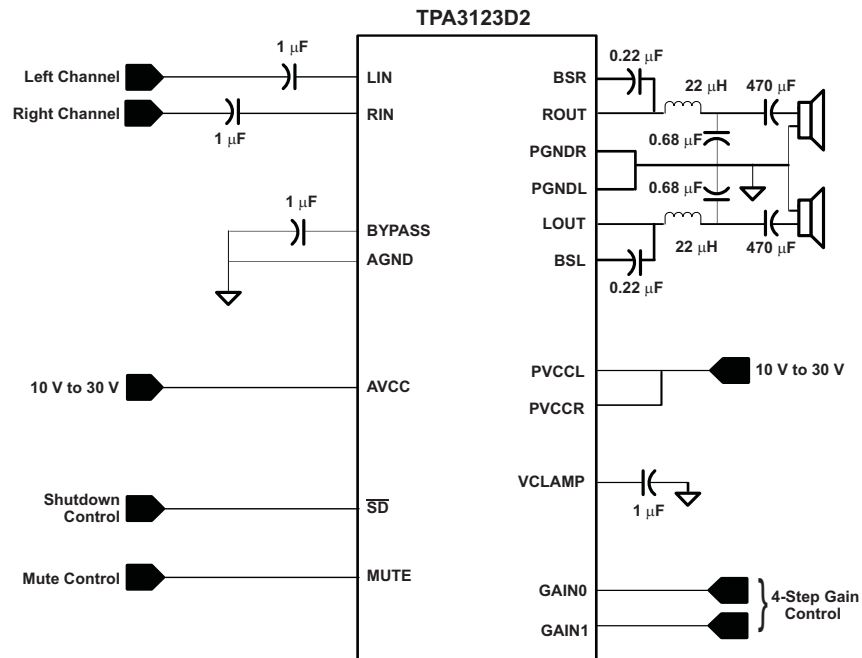 TPA3123D2
1 μF
Left Channel
LIN
Right Channel
RIN
1 μF
1 μF
BYPASS
AGND
10 V to 30 V
AVCC
Shutdown
Control
SD
Mute Control
MUTE
0.22 μF
BSR
22 μH
470 μF
ROUT
0.68 μF
PGNDR
PGNDL
0.68 μF
LOUT
22 μH
470
μF
BSL
0.22 μF
PVCCL
10 V to 30 V
PVCCR
VCLAMP
1 μF
GAIN0
4-Step Gain
Control
GAIN1